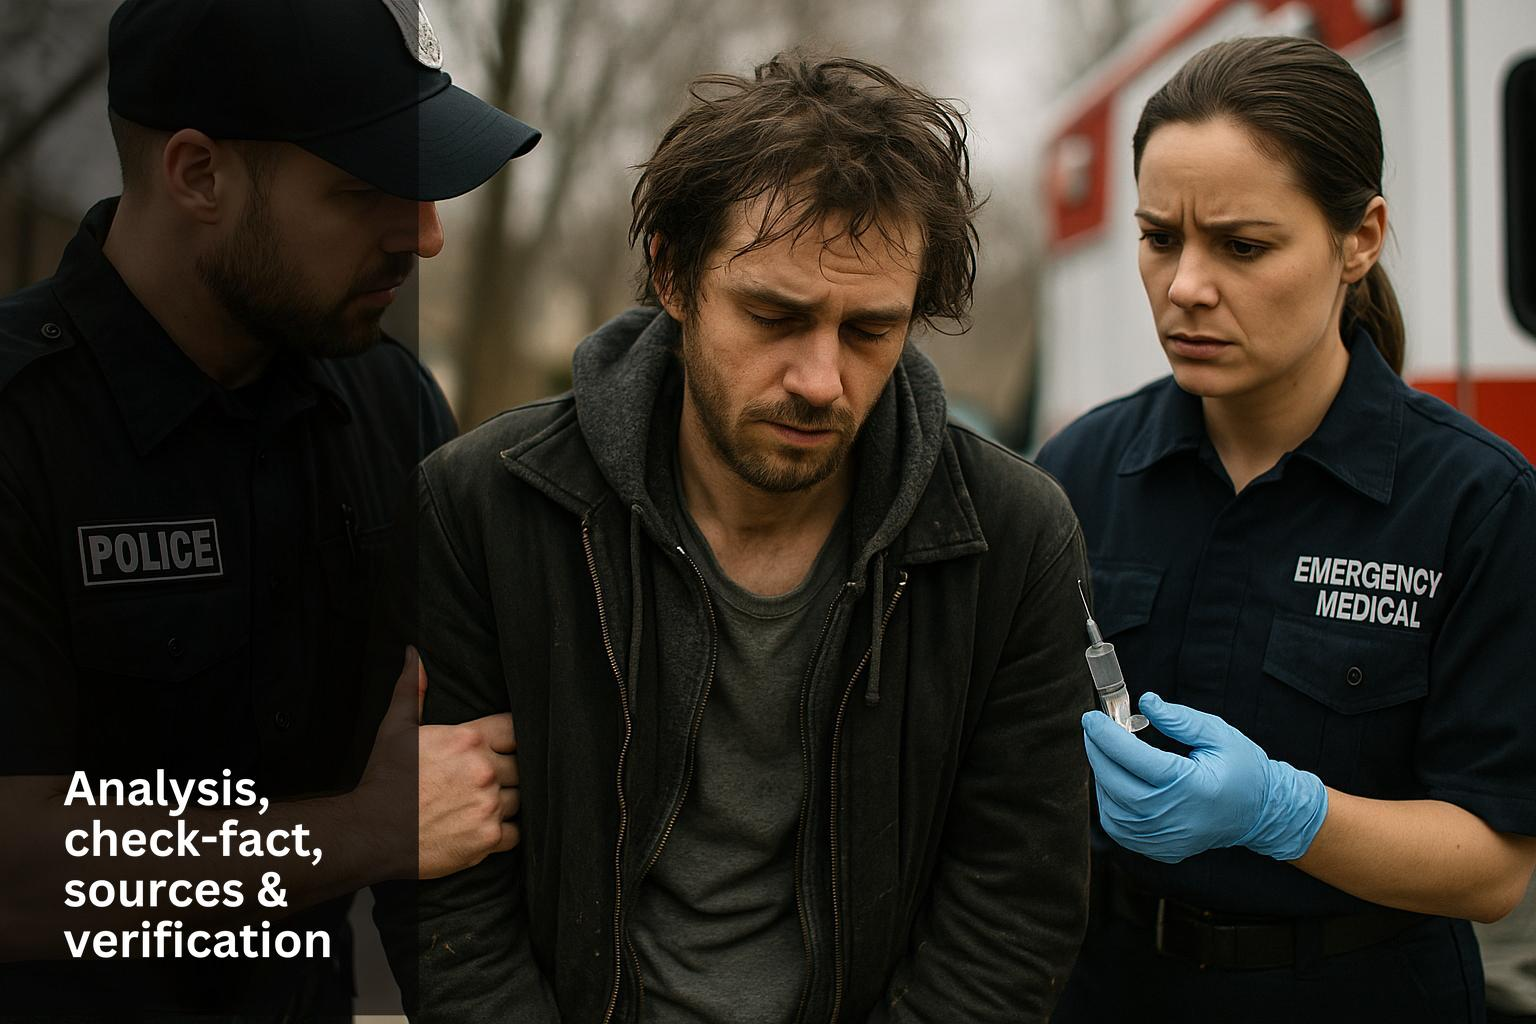 POLICE
EMERGENCY
MEDICAL
Analysis,
check-fact,
sources &
verification